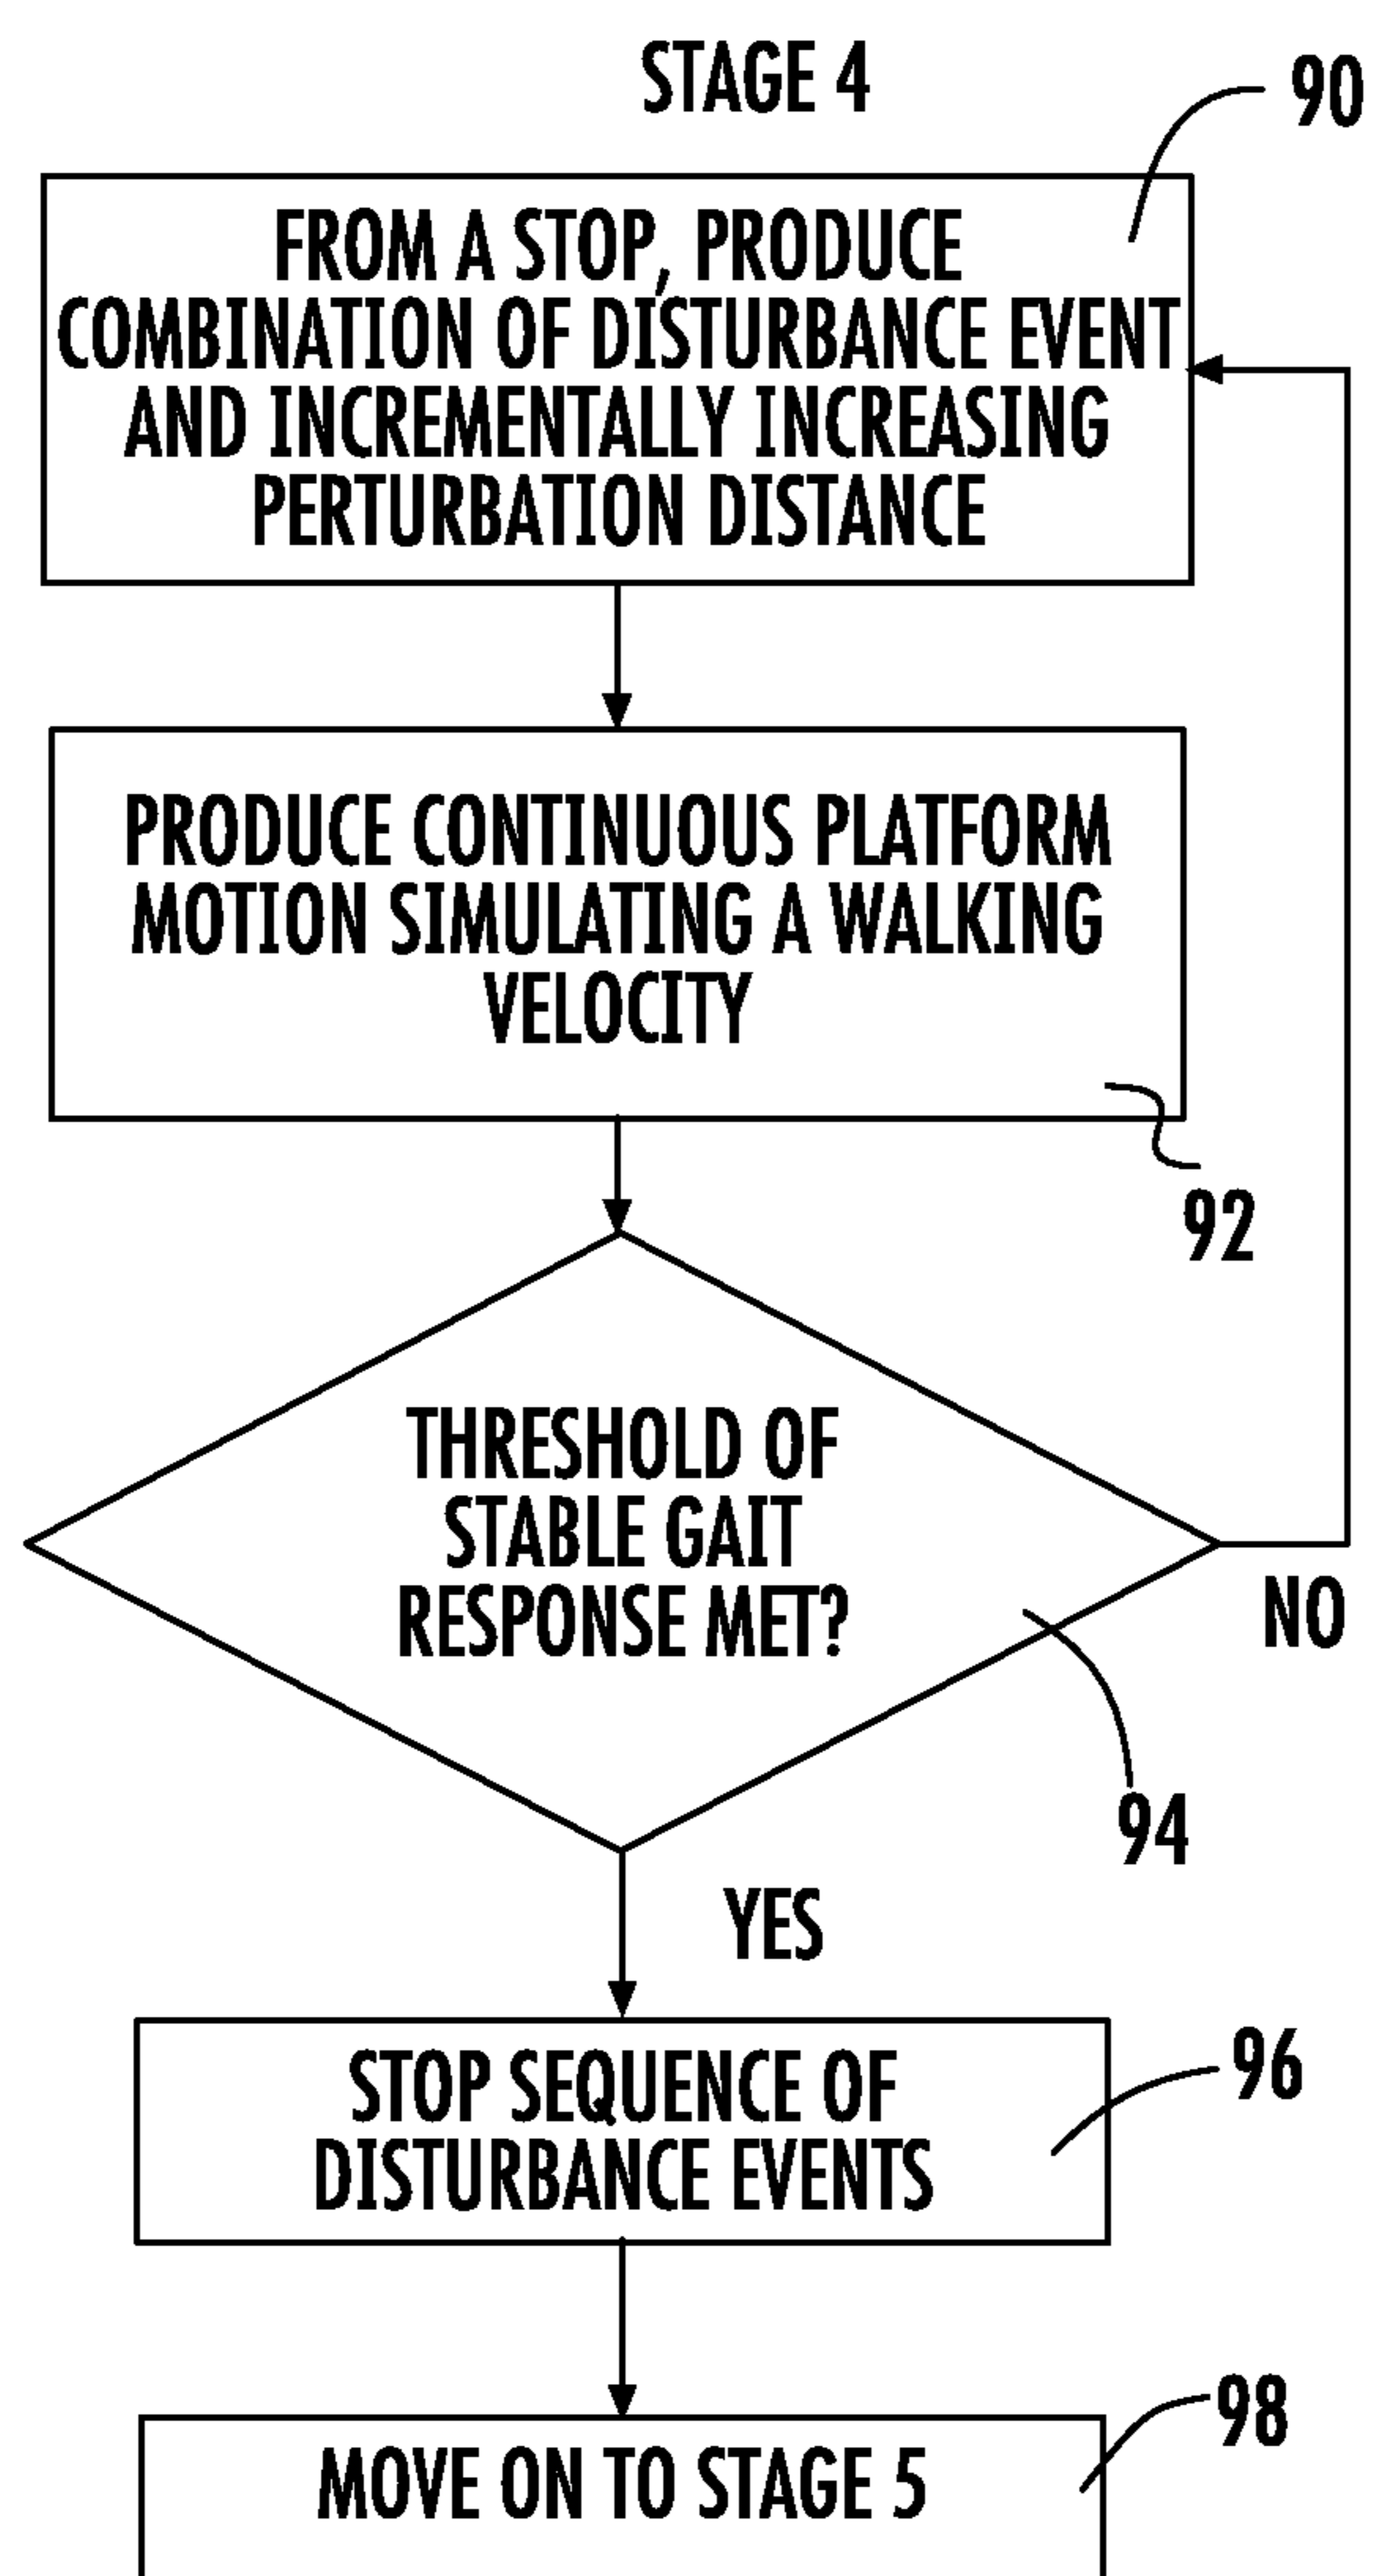 STAGE 4
90
FROM A STOP, PRODUCE
COMBINATION OF DISTURBANCE EVENT
AND INCREMENTALLY INCREASING
PERTURBATION DISTANCE
PRODUCE CONTINUOUS PLATFORM
MOTION SIMULATING A WALKING
VELOCITY
92
THRESHOLD OF
STABLE GAIT
RESPONSE MET?
NO
94
YES
STOP SEQUENCE OF
DISTURBANCE EVENTS
96
98
MOVE ON TO STAGE 5